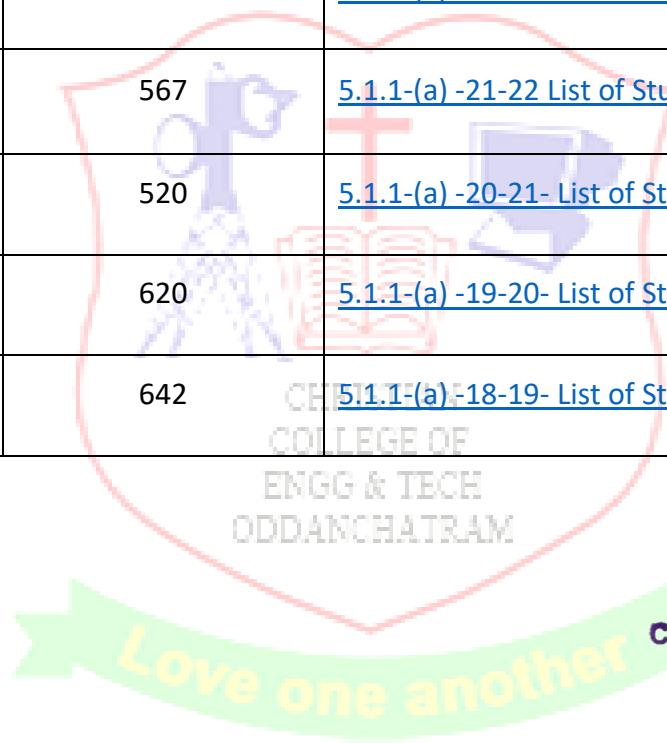 567 5.1.1-(a) -21-22 List of Stu
520 5.1.1-(a) -20-21- List of St
620 5.1.1-(a) -19-20- List of St
642 5.1.1-(a) -18-19- List of St
CHRISTIAN
COLLEGE OF
ENGG & TECH
ODDANCHATRAM
Love one another